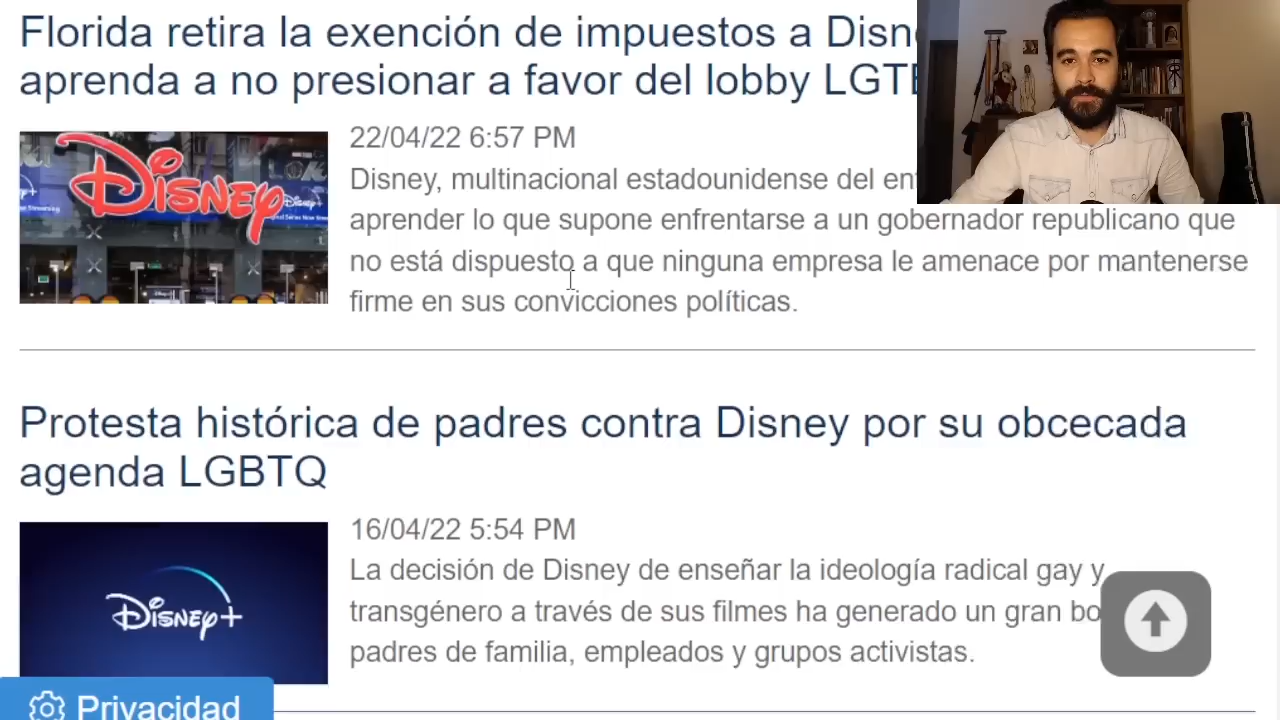 Florida retira la exención de impuestos a
aprenda a no presionar a favor del lobby
22/04/22 6:57 PM
Disney, multinacional estadounidense del
aprender lo que supone enfrentarse a un gobernador republicano que
no está dispuesto a que ninguna empresa le amenace por mantenerse
firme en sus convicciones políticas.
DISNEY
Protesta histórica de padres contra Disney por su obcecada
agenda LGBTQ
16/04/22 5:54 PM
La decisión de Disney de enseñar la ideología radical gay y
transgénero a través de sus filmes ha generado un gran
padres de familia, empleados y grupos activistas.
DISNEY+
Privacidad